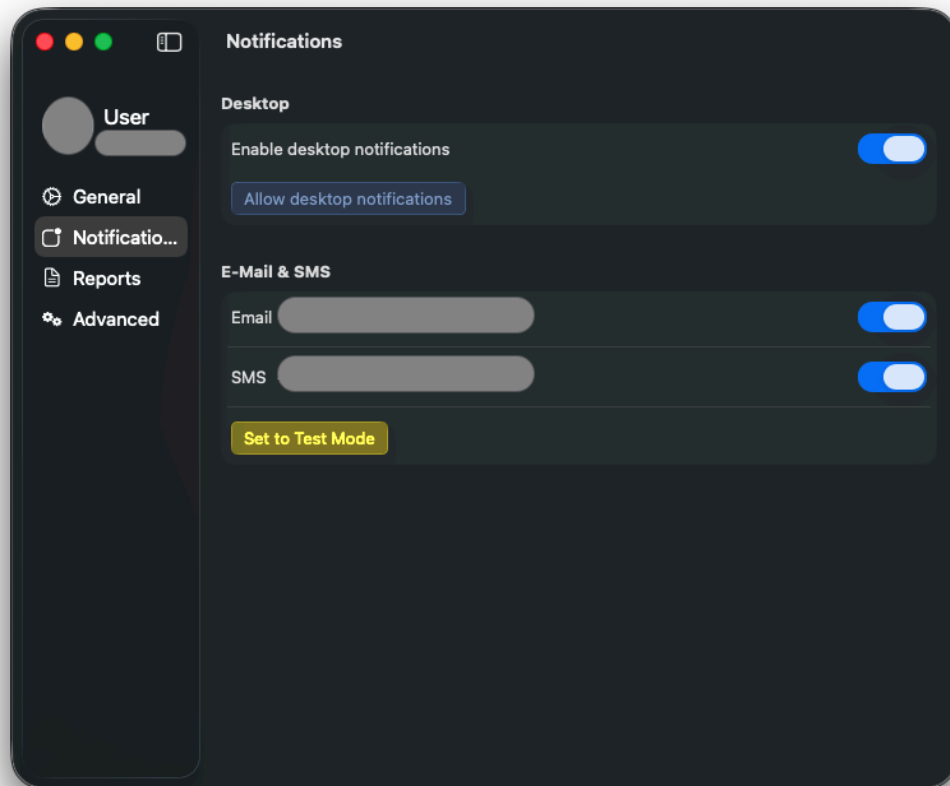 Notifications
User
General
Notificatio...
Reports
Advanced
Desktop
Enable desktop notifications
Allow desktop notifications
E-Mail & SMS
Email
SMS
Set to Test Mode